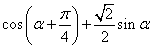 cos(α + π/4) + √2/2 sin α